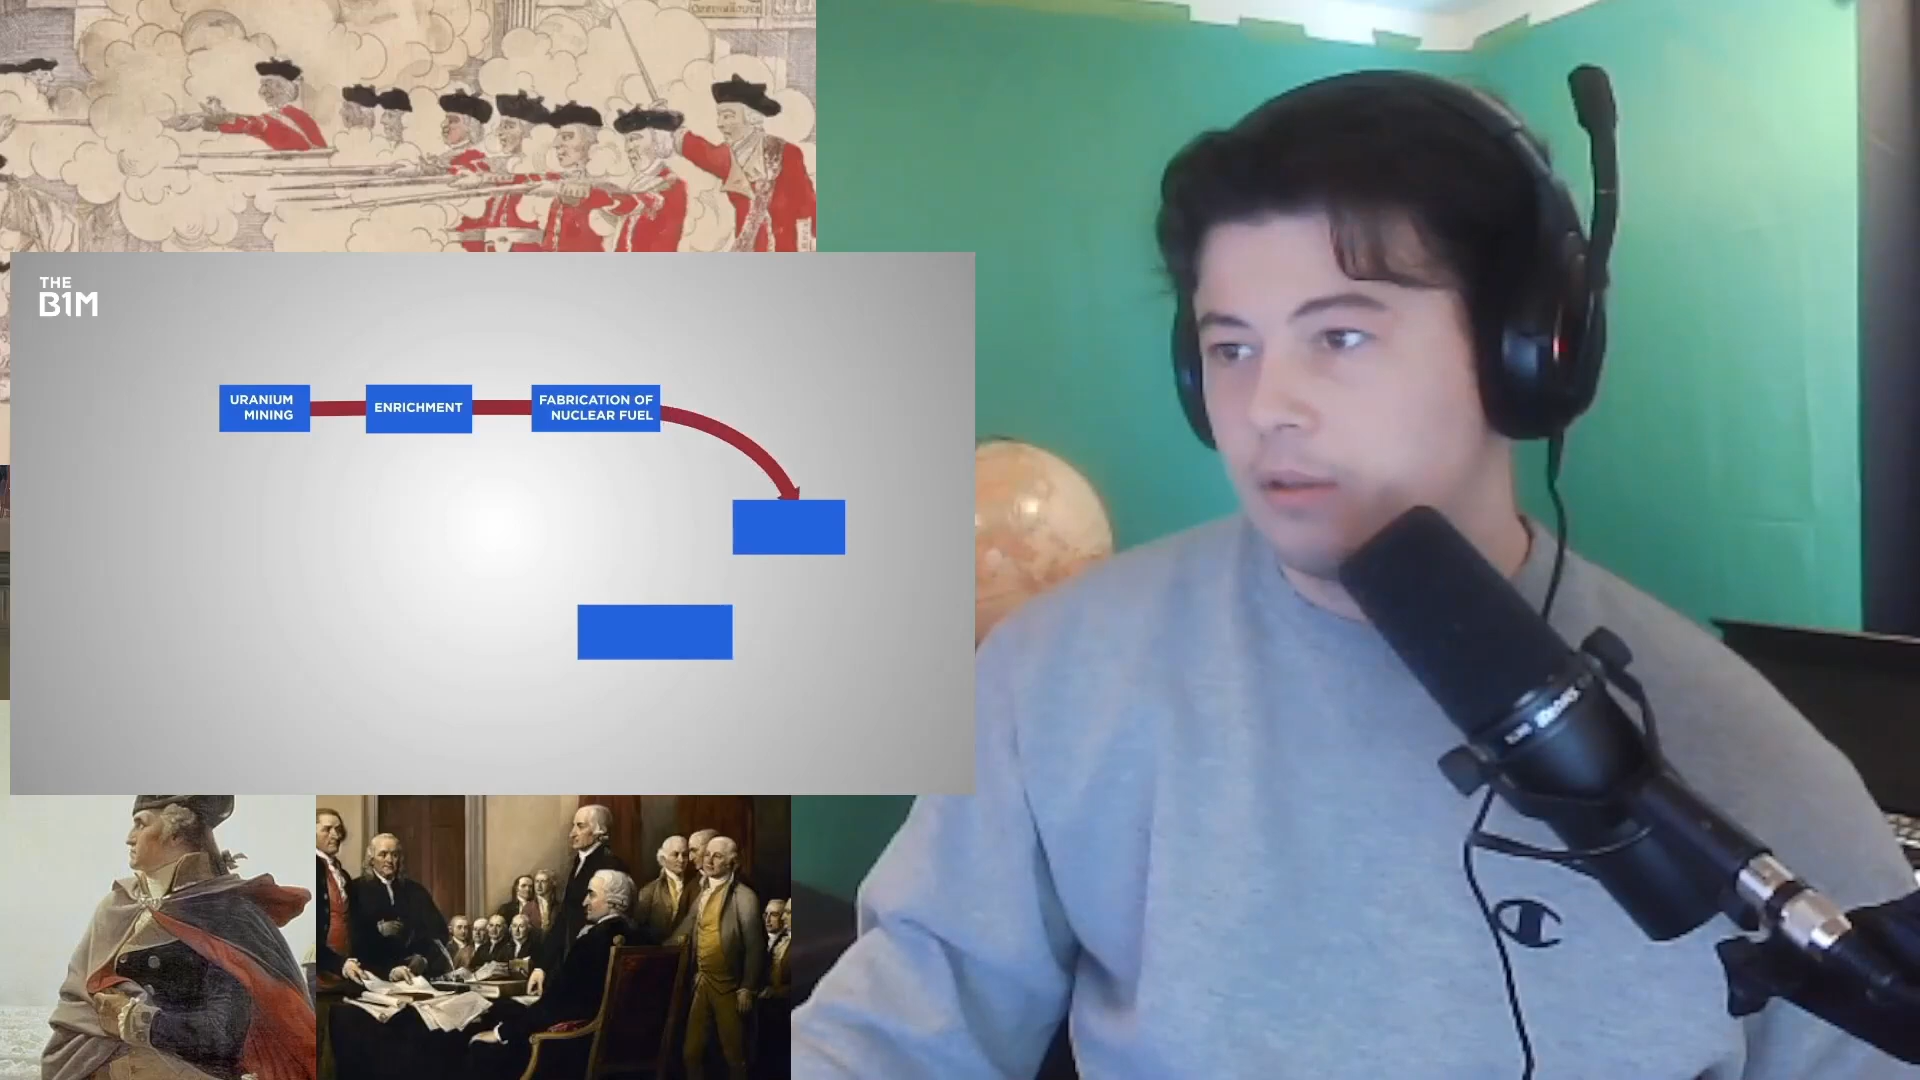 THE
B1M
URANIUM
MINING
ENRICHMENT
FABRICATION OF
NUCLEAR FUEL